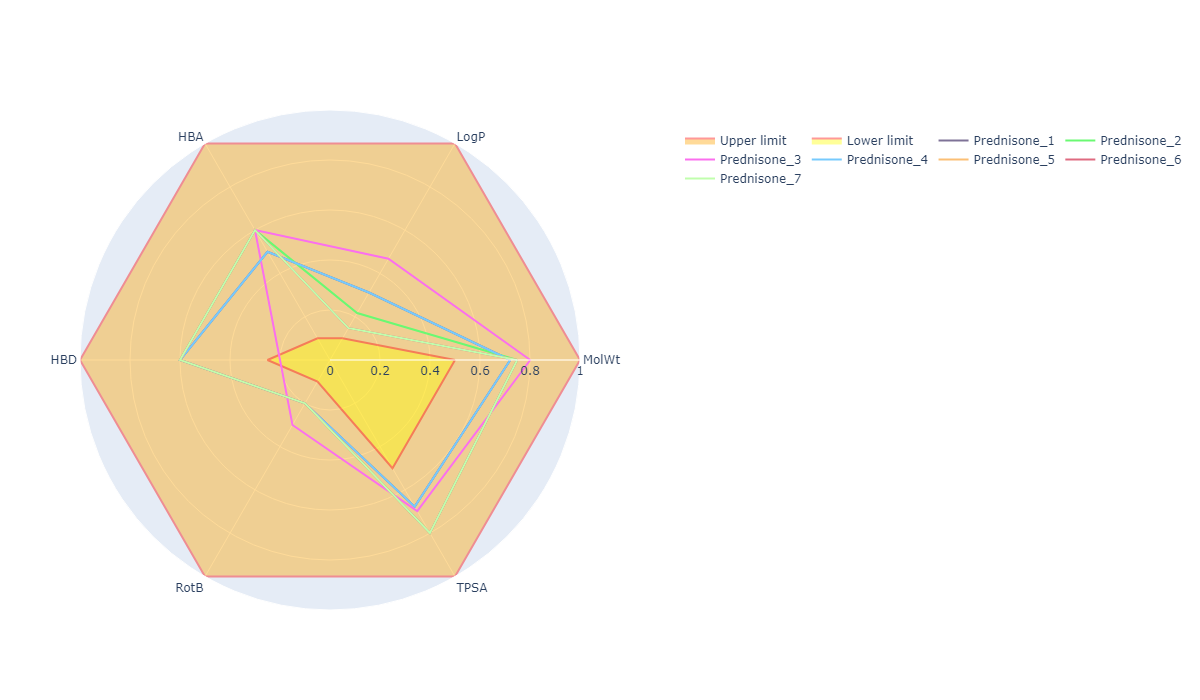 HBA LogP
HBD MolWt
0 0.2 0.4 0.6 0.8 1
RotB TPSA
Upper limit Lower limit Prednisone_1 Prednisone_2
Prednisone_3 Prednisone_4 Prednisone_5 Prednisone_6
Prednisone_7